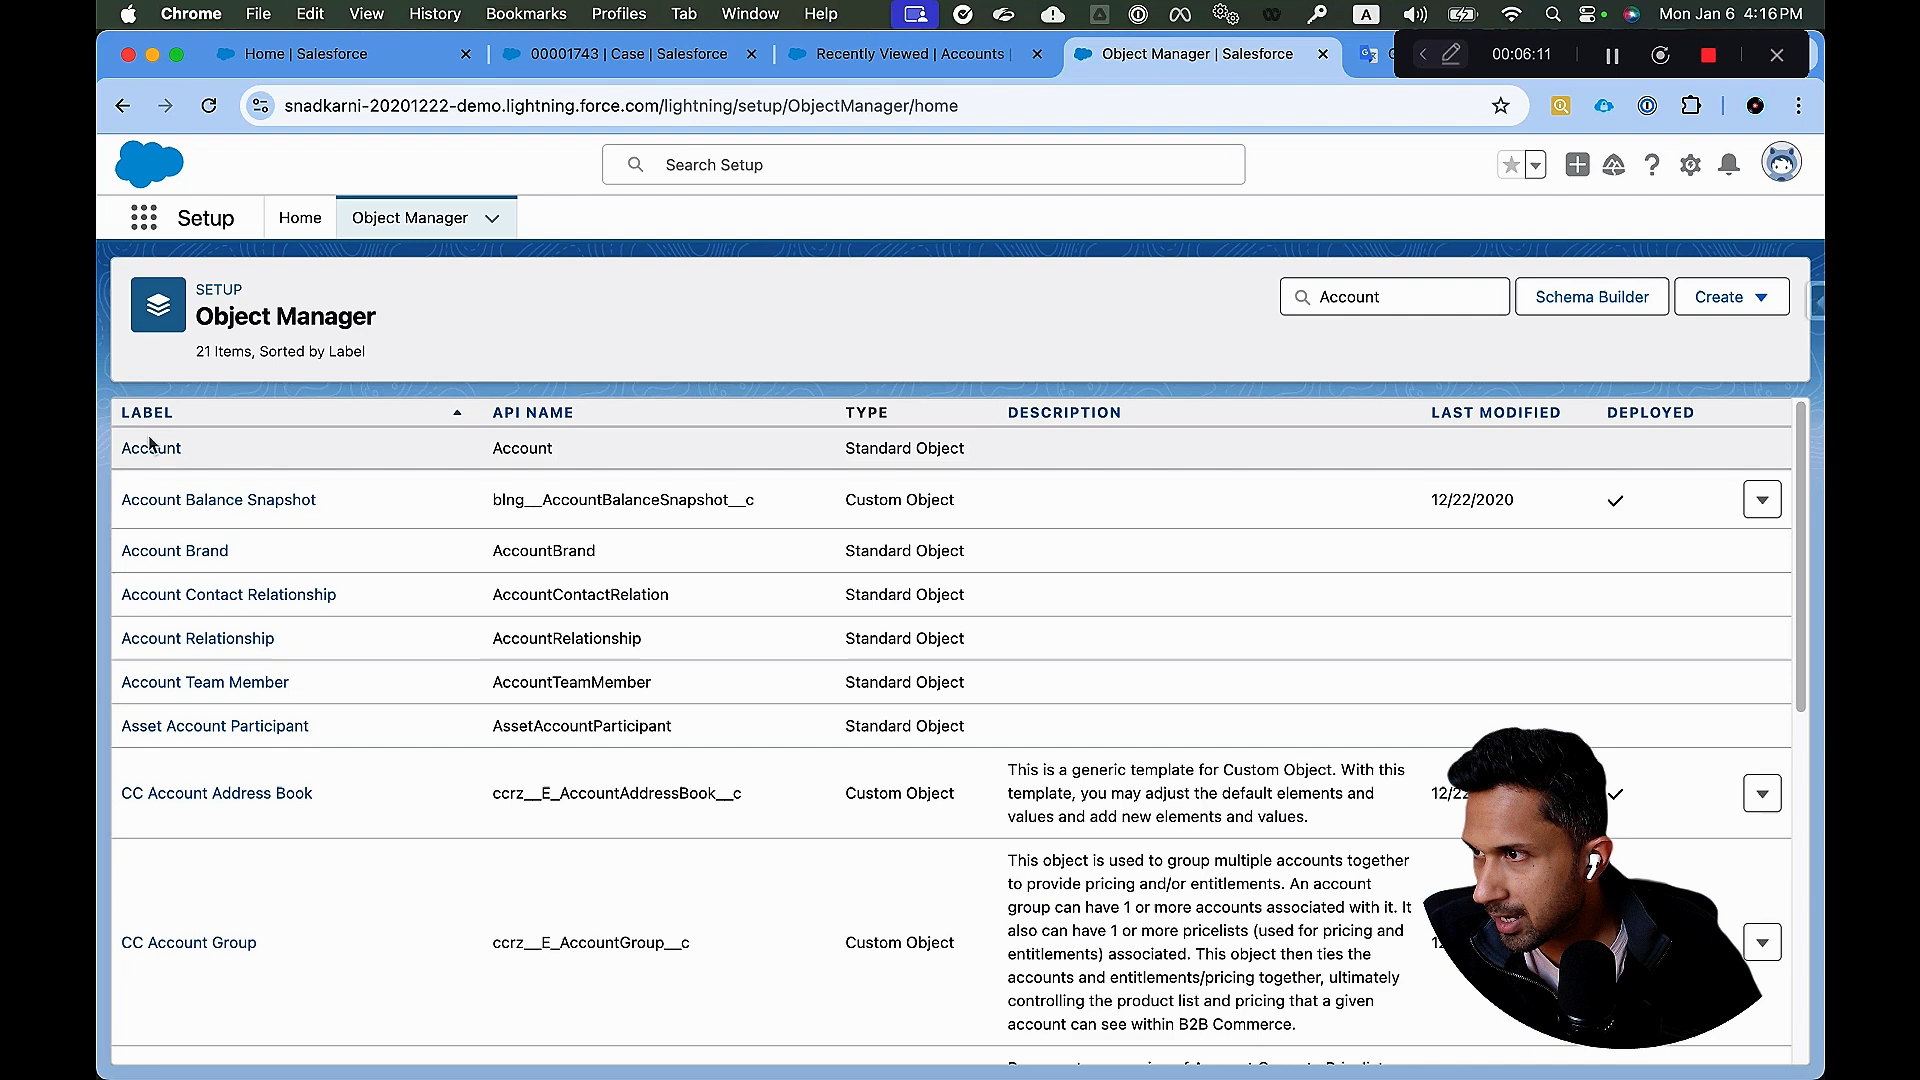 Chrome File Edit View History Bookmarks Profiles Tab Window Help A Mon Jan 6 4:16 PM
Home | Salesforce 00001743 | Case | Salesforce Recently Viewed | Accounts | Object Manager | Salesforce 00:06:11
snadkarni-20201222-demo.lightning.force.com/lightning/setup/ObjectManager/home
Search Setup
Setup Home Object Manager
SETUP
Object Manager
21 Items, Sorted by Label
Account Schema Builder Create
LABEL API NAME TYPE DESCRIPTION LAST MODIFIED DEPLOYED
Account Account Standard Object
Account Balance Snapshot blng__AccountBalanceSnapshot__c Custom Object 12/22/2020
Account Brand AccountBrand Standard Object
Account Contact Relationship AccountContactRelation Standard Object
Account Relationship AccountRelationship Standard Object
Account Team Member AccountTeamMember Standard Object
Asset Account Participant AssetAccountParticipant Standard Object
CC Account Address Book ccrz__E_AccountAddressBook__c Custom Object
This is a generic template for Custom Object. With this
template, you may adjust the default elements and
values and add new elements and values.
CC Account Group ccrz__E_AccountGroup__c Custom Object
This object is used to group multiple accounts together
to provide pricing and/or entitlements. An account
group can have 1 or more accounts associated with it. It
also can have 1 or more pricelists (used for pricing and
entitlements) associated. This object then ties the
accounts and entitlements/pricing together, ultimately
controlling the product list and pricing that a given
account can see within B2B Commerce.